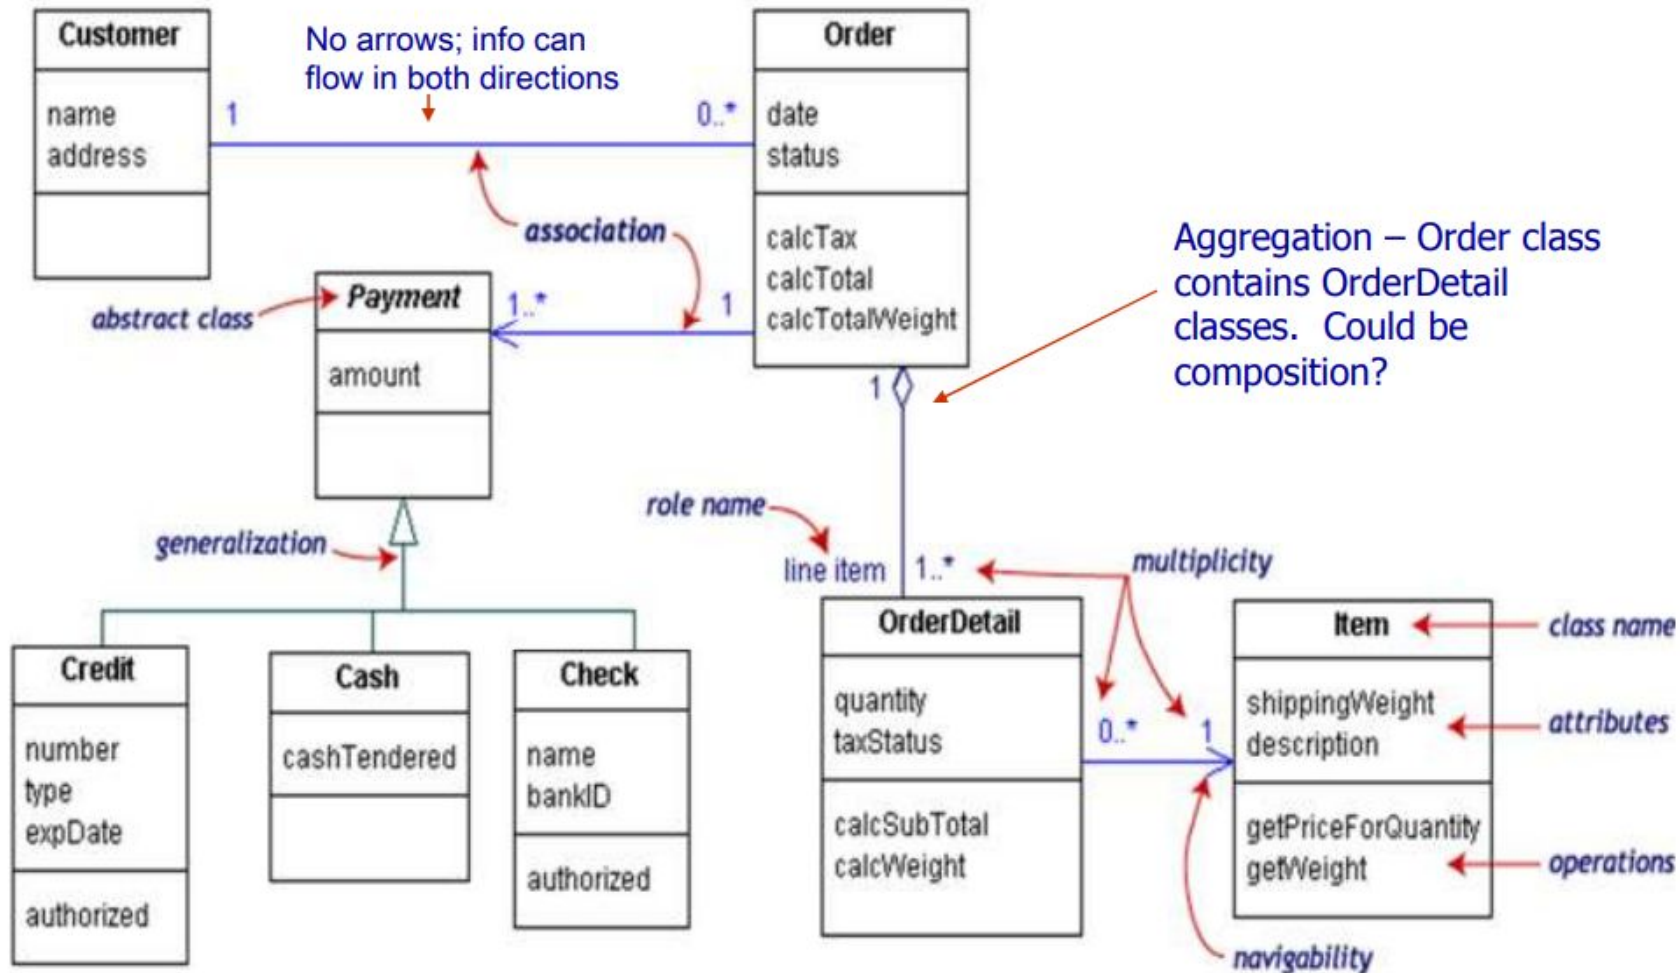 Customer
name
address
No arrows; info can
flow in both directions
1
0..*
association
Order
date
status
calcTax
calcTotal
calcTotalWeight
abstract class
Payment
amount
1..*
1
Aggregation – Order class
contains OrderDetail
classes.  Could be
composition?
1
role name
line item
1..*
multiplicity
generalization
Credit
number
type
expDate
authorized
Cash
cashTendered
Check
name
bankID
authorized
OrderDetail
quantity
taxStatus
calcSubTotal
calcWeight
0..*
1
Item
shippingWeight
description
getPriceForQuantity
getWeight
class name
attributes
operations
navigability